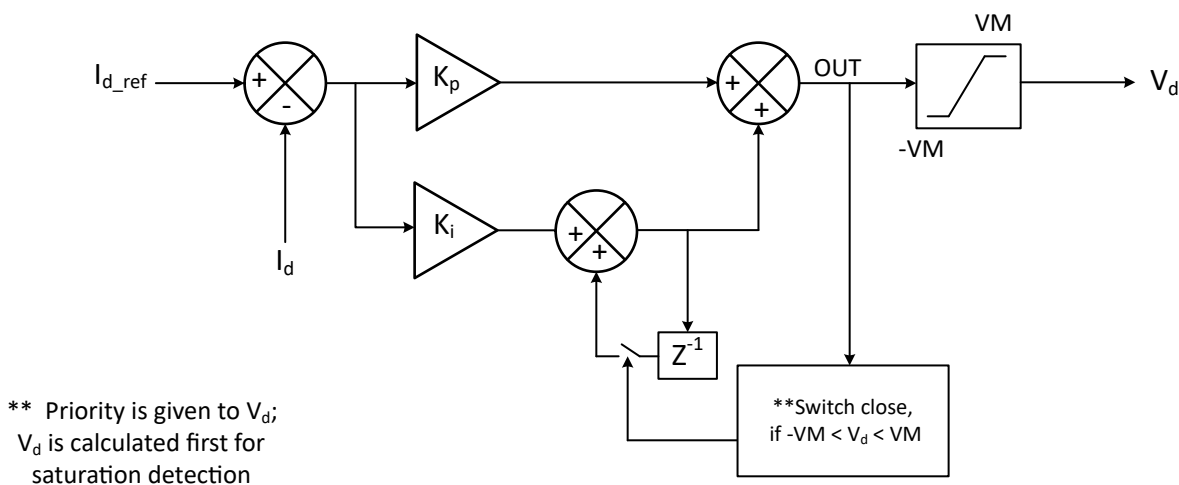 VM
I_d_ref
+
-
K_p
+
+
OUT
-VM
V_d
I_d
K_i
+
+
Z^-1
**Switch close,
if -VM < V_d < VM
** Priority is given to V_d;
V_d is calculated first for
saturation detection